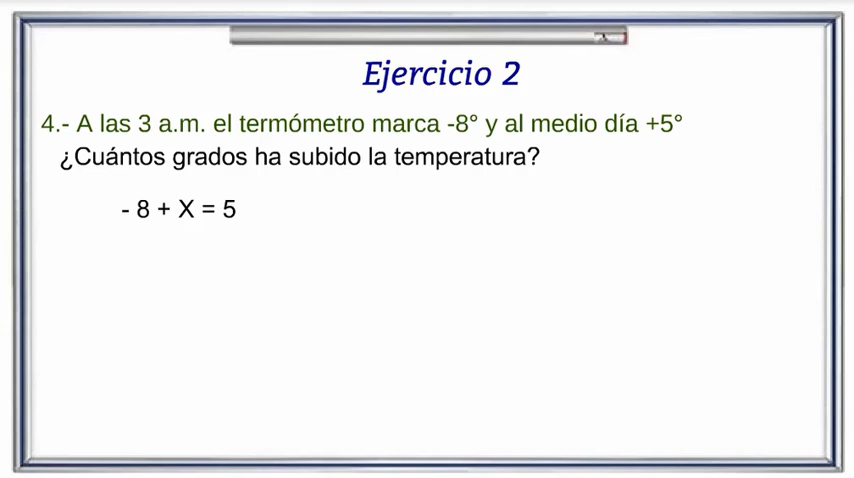 Ejercicio 2
4.- A las 3 a.m. el termómetro marca -8° y al medio día +5°
¿Cuántos grados ha subido la temperatura?
- 8 + X = 5